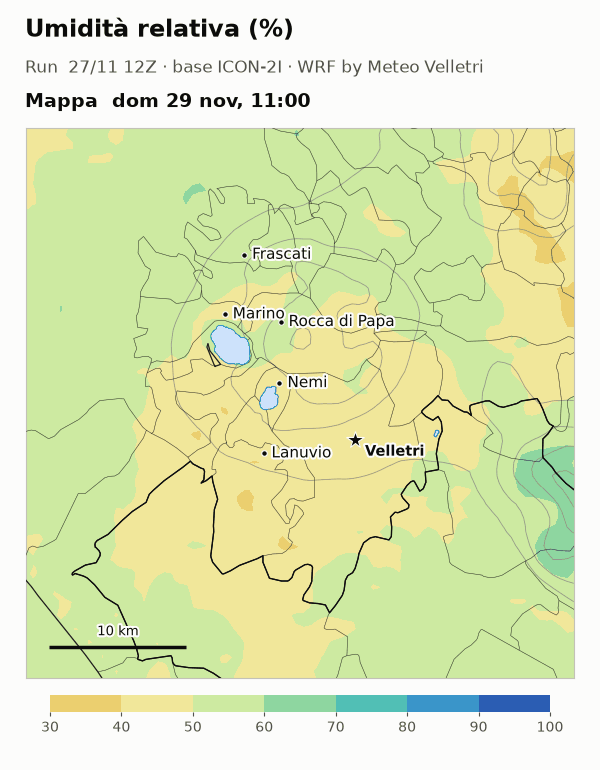 Umidità relativa (%)
Run  27/11 12Z · base ICON-2I · WRF by Meteo Velletri
Mappa  dom 29 nov, 11:00
Frascati
Marino
Rocca di Papa
Nemi
Velletri
Lanuvio
10 km
30 40 50 60 70 80 90 100